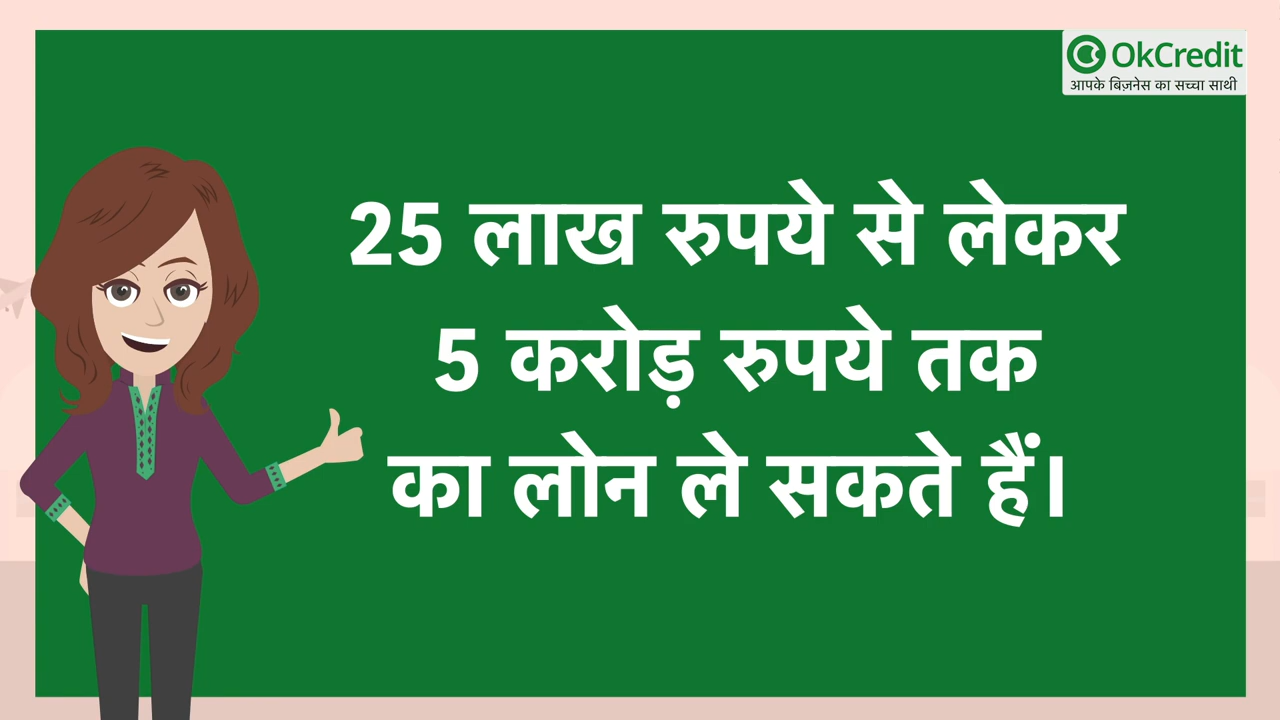 OkCredit
आपके बिज़नेस का सच्चा साथी
25 लाख रुपये से लेकर
5 करोड़ रुपये तक
का लोन ले सकते हैं।